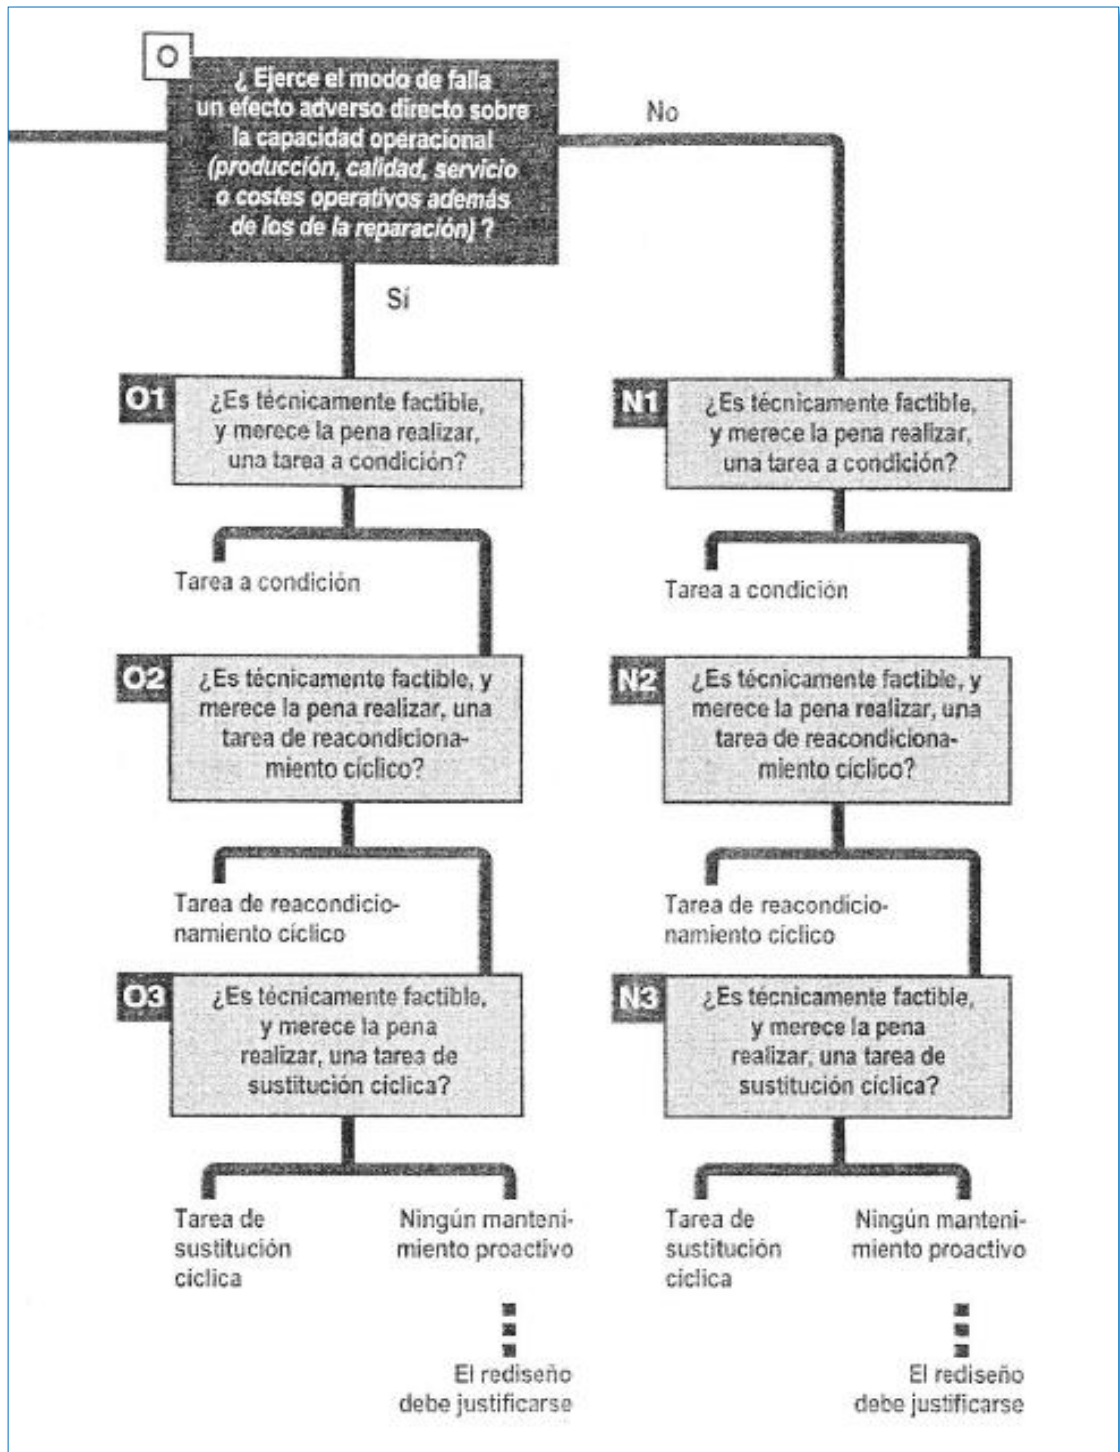 O
¿ Ejerce el modo de falla
un efecto adverso directo sobre
la capacidad operacional
(producción, calidad, servicio
o costes operativos además
de los de la reparación) ?
No
Sí
O1
¿Es técnicamente factible,
y merece la pena realizar,
una tarea a condición?
Tarea a condición
O2
¿Es técnicamente factible, y
merece la pena realizar, una
tarea de reacondiciona-
miento cíclico?
Tarea de reacondicio-
namiento cíclico
O3
¿Es técnicamente factible,
y merece la pena
realizar, una tarea de
sustitución cíclica?
Tarea de
sustitución
cíclica
Ningún manteni-
miento proactivo
El rediseño
debe justificarse
N1
¿Es técnicamente factible,
y merece la pena realizar,
una tarea a condición?
Tarea a condición
N2
¿Es técnicamente factible, y
merece la pena realizar, una
tarea de reacondiciona-
miento cíclico?
Tarea de reacondicio-
namiento cíclico
N3
¿Es técnicamente factible,
y merece la pena
realizar, una tarea de
sustitución cíclica?
Tarea de
sustitución
cíclica
Ningún manteni-
miento proactivo
El rediseño
debe justificarse